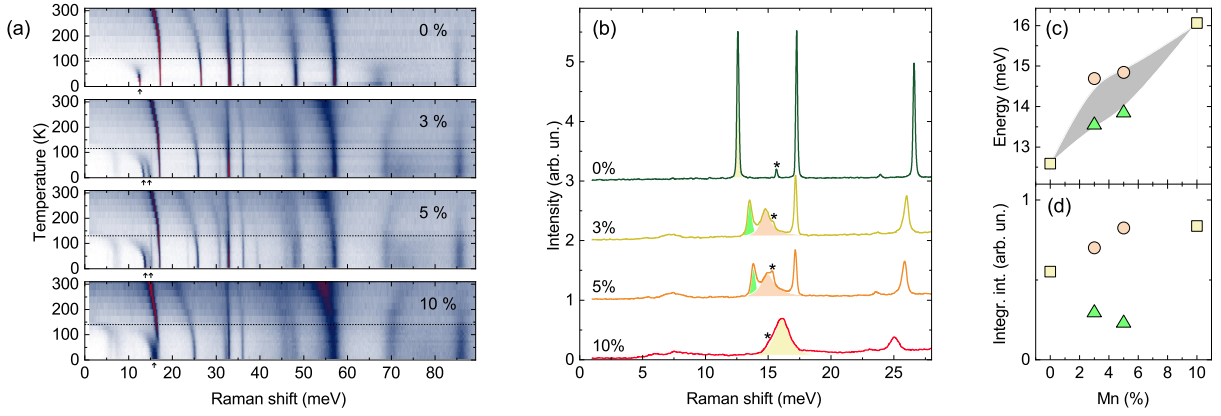 (a)
300
200
100
0
0 %
300
200
100
0
3 %
300
200
100
0
5 %
300
200
100
0
10 %
Temperature (K)
10 20 30 40 50 60 70 80
Raman shift (meV)
(b)
5
4
3
2
1
0
Intensity (arb. un.)
0%
*
3%
*
5%
*
10%
*
0 5 10 15 20 25
Raman shift (meV)
(c)
16
15
14
13
Energy (meV)
(d)
1
0
Integr. int. (arb. un.)
0 2 4 6 8 10
Mn (%)